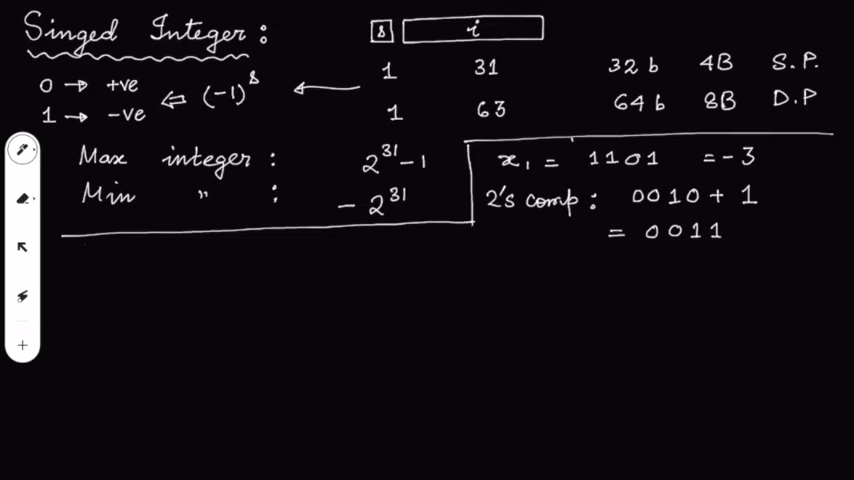 Singed Integer :
s i
1 31 32 b 4B S.P.
0 → +ve
1 → -ve ⇐ (-1)^s ←
1 63 64 b 8B D.P
Max integer : 2^31 - 1
Min " : - 2^31
x₁ = 1101 = -3
2's comp : 0010 + 1
= 0011